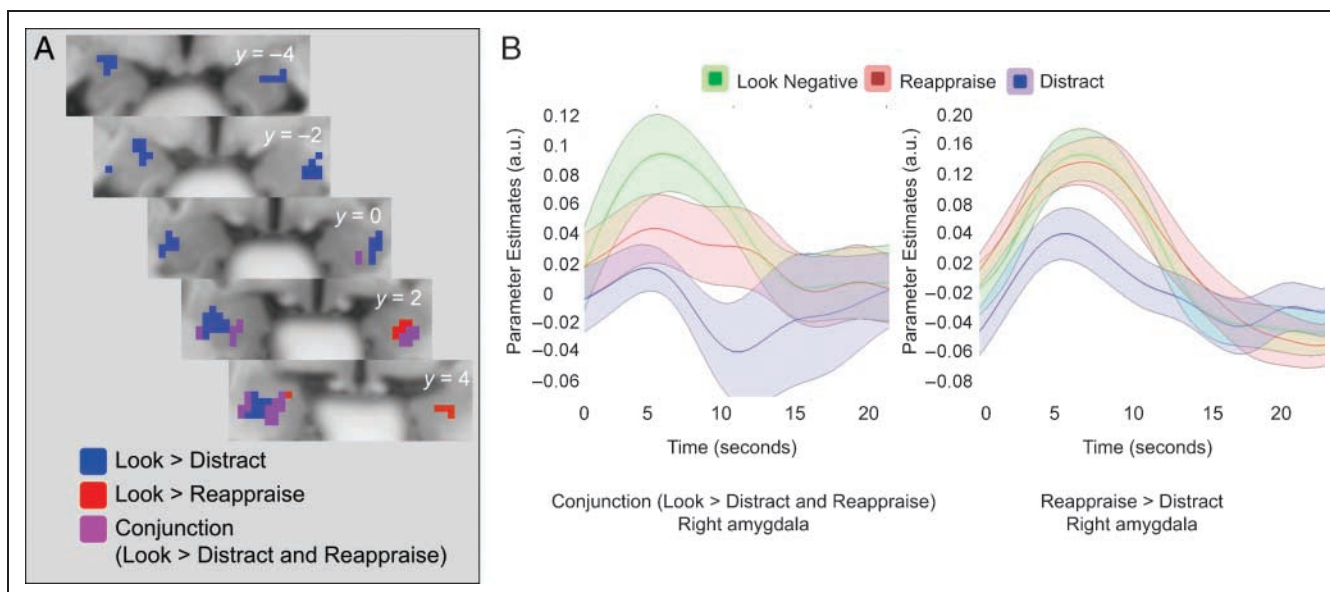 A
y = –4
y = –2
y = 0
y = 2
y = 4
Look > Distract
Look > Reappraise
Conjunction
(Look > Distract and Reappraise)
B
Look Negative Reappraise Distract
Parameter Estimates (a.u.)
0.12
0.1
0.08
0.06
0.04
0.02
0
–0.02
–0.04
–0.06
0 5 10 15 20
Time (seconds)
Conjunction (Look > Distract and Reappraise)
Right amygdala
Parameter Estimates (a.u.)
0.20
0.16
0.12
0.08
0.04
0.02
–0.02
–0.04
–0.06
–0.08
0 5 10 15 20
Time (seconds)
Reappraise > Distract
Right amygdala